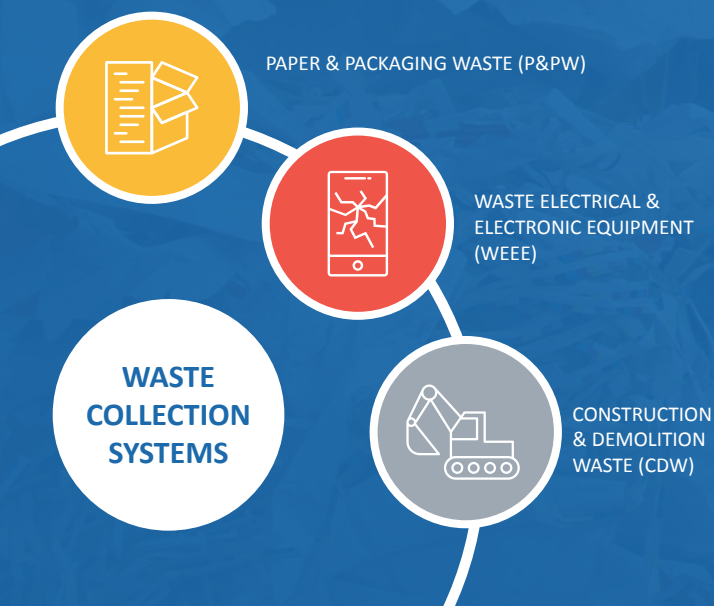 PAPER & PACKAGING WASTE (P&PW)
WASTE ELECTRICAL &
ELECTRONIC EQUIPMENT
(WEEE)
WASTE
COLLECTION
SYSTEMS
CONSTRUCTION
& DEMOLITION
WASTE (CDW)